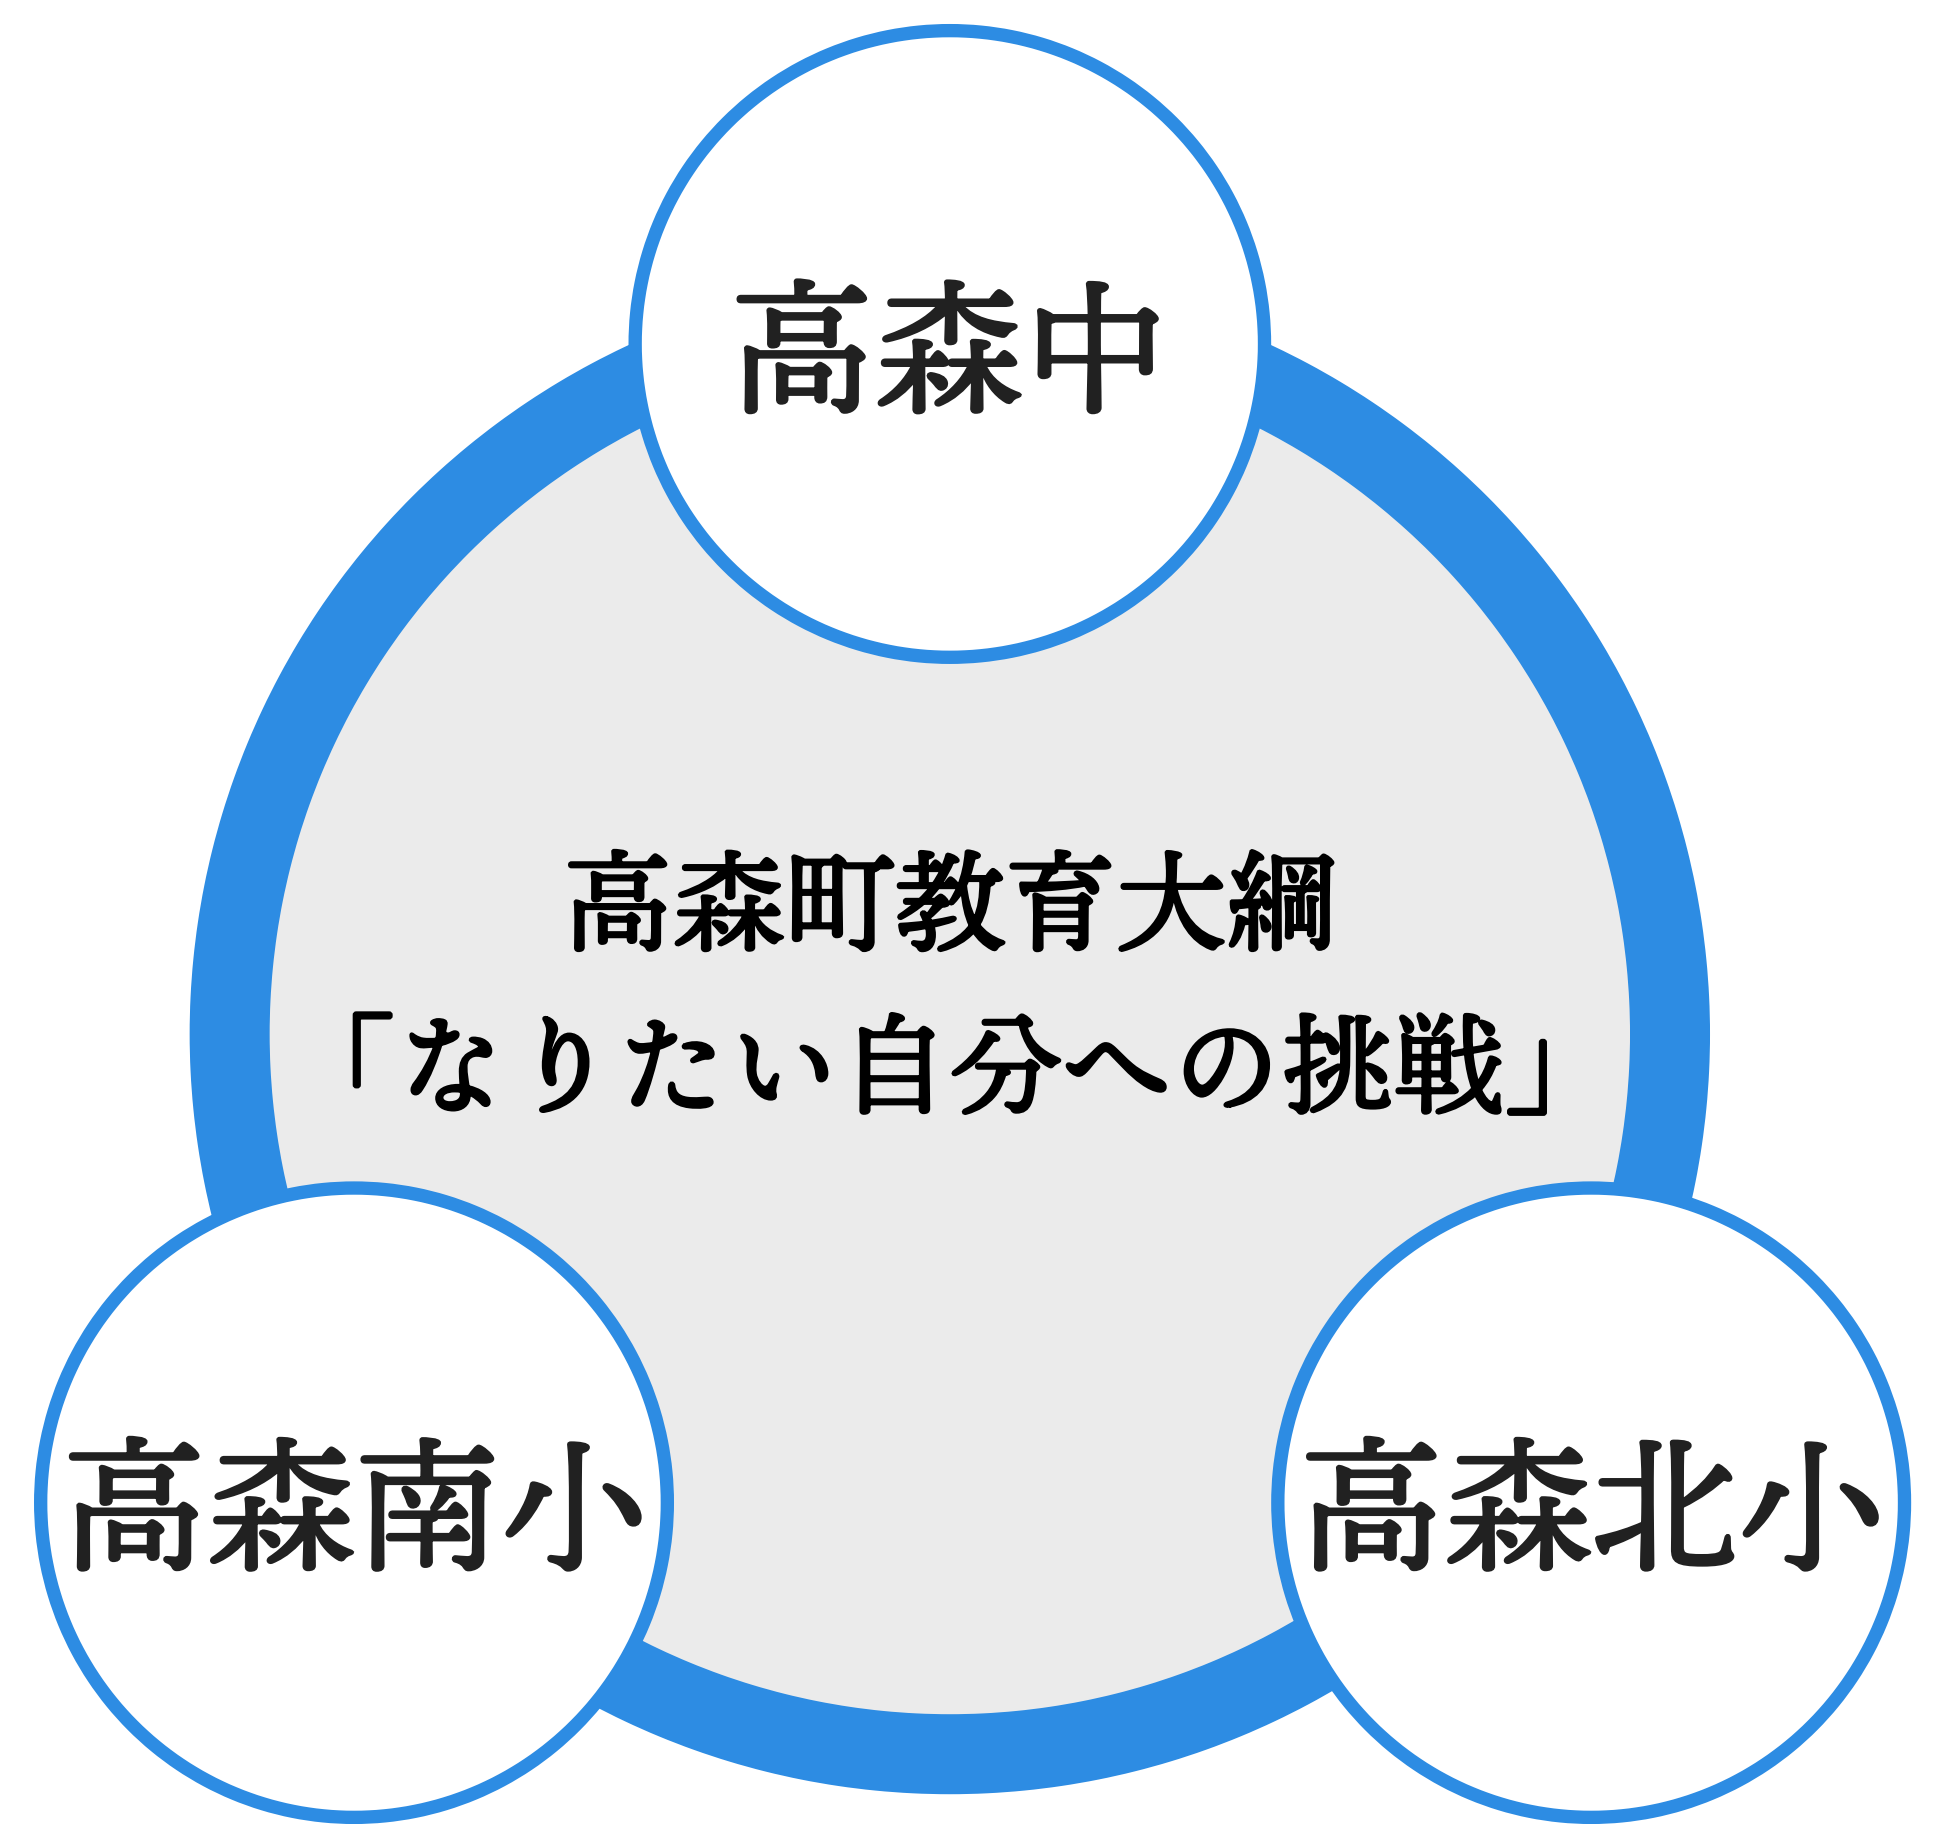 高森中
高森町教育大綱
「なりたい自分への挑戦」
高森南小
高森北小